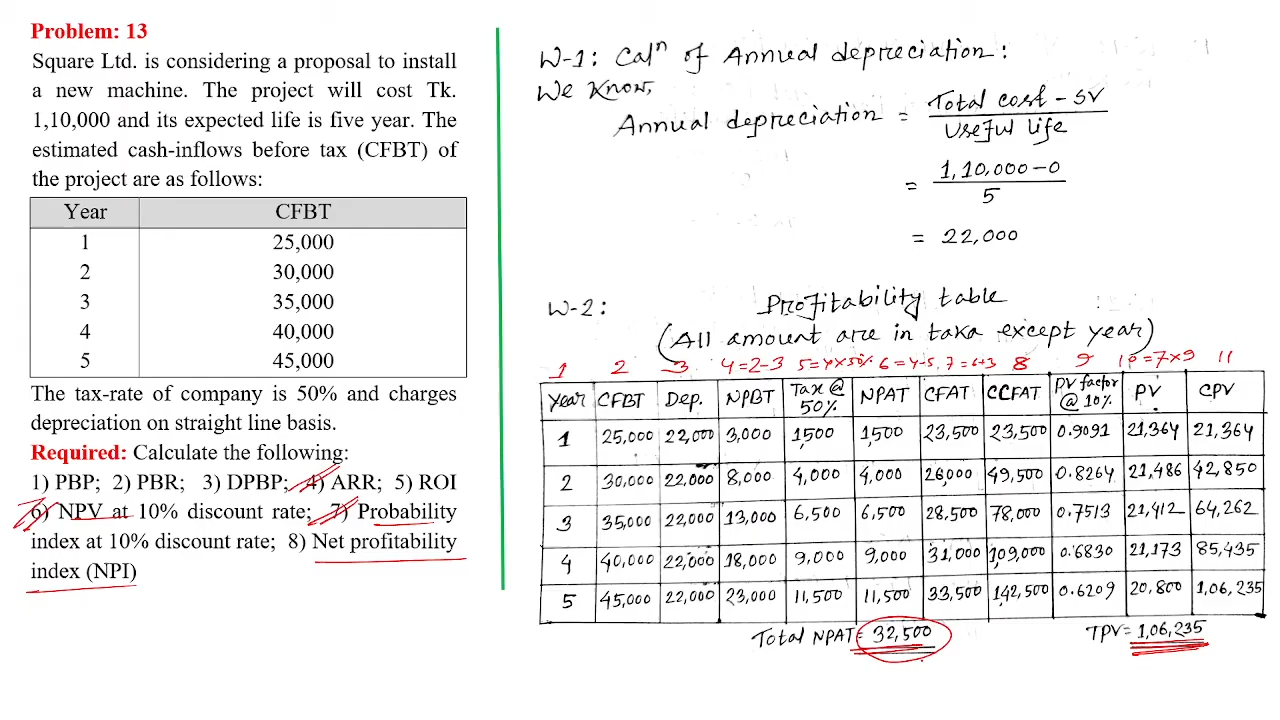 Problem: 13
Square Ltd. is considering a proposal to install
a new machine. The project will cost Tk.
1,10,000 and its expected life is five year. The
estimated cash-inflows before tax (CFBT) of
the project are as follows:
Year CFBT
1 25,000
2 30,000
3 35,000
4 40,000
5 45,000
The tax-rate of company is 50% and charges
depreciation on straight line basis.
Required: Calculate the following:
1) PBP; 2) PBR; 3) DPBP; 4) ARR; 5) ROI
6) NPV at 10% discount rate; 7) Probability
index at 10% discount rate; 8) Net profitability
index (NPI)
W-1: Calⁿ of Annual depreciation:
We Know,
Annual depreciation = Total cost - SV / Useful life
= 1,10,000-0 / 5
= 22,000
W-2: Profitability table
(All amount are in taka except year)
1 2 3 4=2-3 5=4×50% 6=4-5, 7=6+3 8 9 10=7×9 11
Year CFBT Dep. NPBT Tax @ 50% NPAT CFAT CCFAT PV factor @ 10% PV CPV
1 25,000 22,000 3,000 1,500 1,500 23,500 23,500 0.9091 21,364 21,364
2 30,000 22,000 8,000 4,000 4,000 26,000 49,500 0.8264 21,486 42,850
3 35,000 22,000 13,000 6,500 6,500 28,500 78,000 0.7513 21,412 64,262
4 40,000 22,000 18,000 9,000 9,000 31,000 109,000 0.6830 21,173 85,435
5 45,000 22,000 23,000 11,500 11,500 33,500 142,500 0.6209 20,800 1,06,235
Total NPAT= 32,500 TPV= 1,06,235